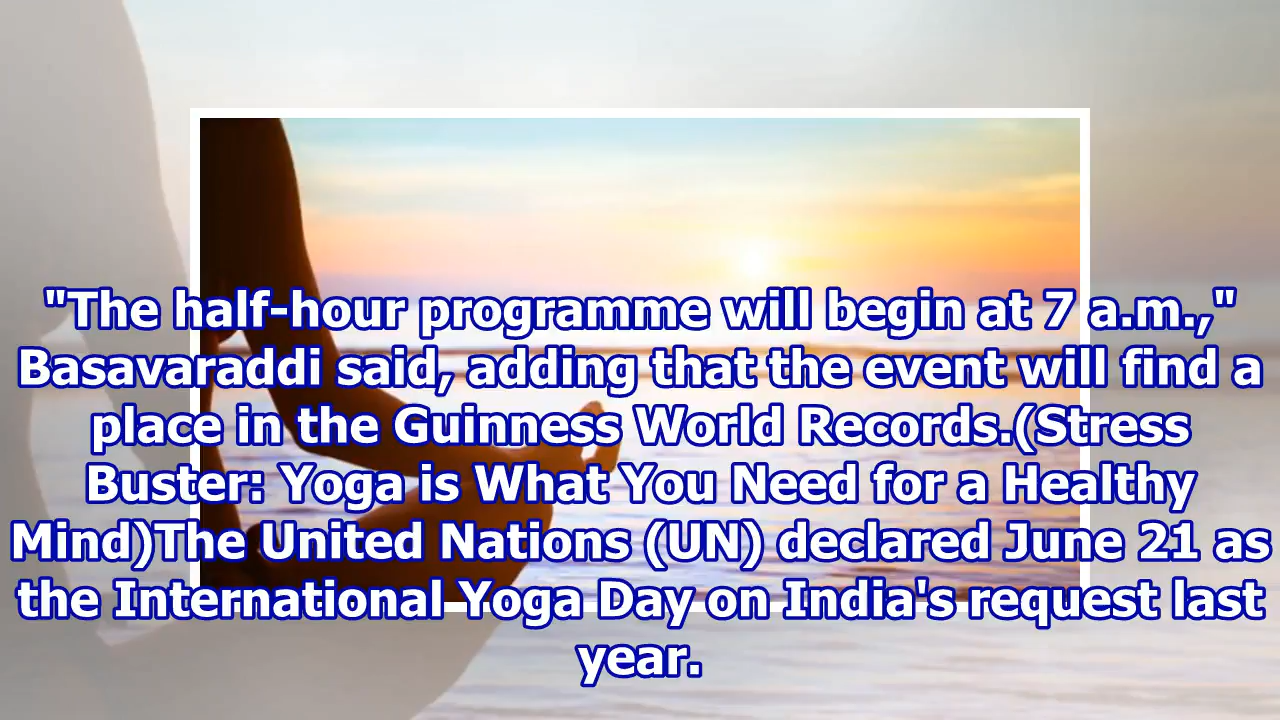 "The half-hour programme will begin at 7 a.m.,"
Basavaraddi said, adding that the event will find a
place in the Guinness World Records.(Stress
Buster: Yoga is What You Need for a Healthy
Mind)The United Nations (UN) declared June 21 as
the International Yoga Day on India's request last
year.